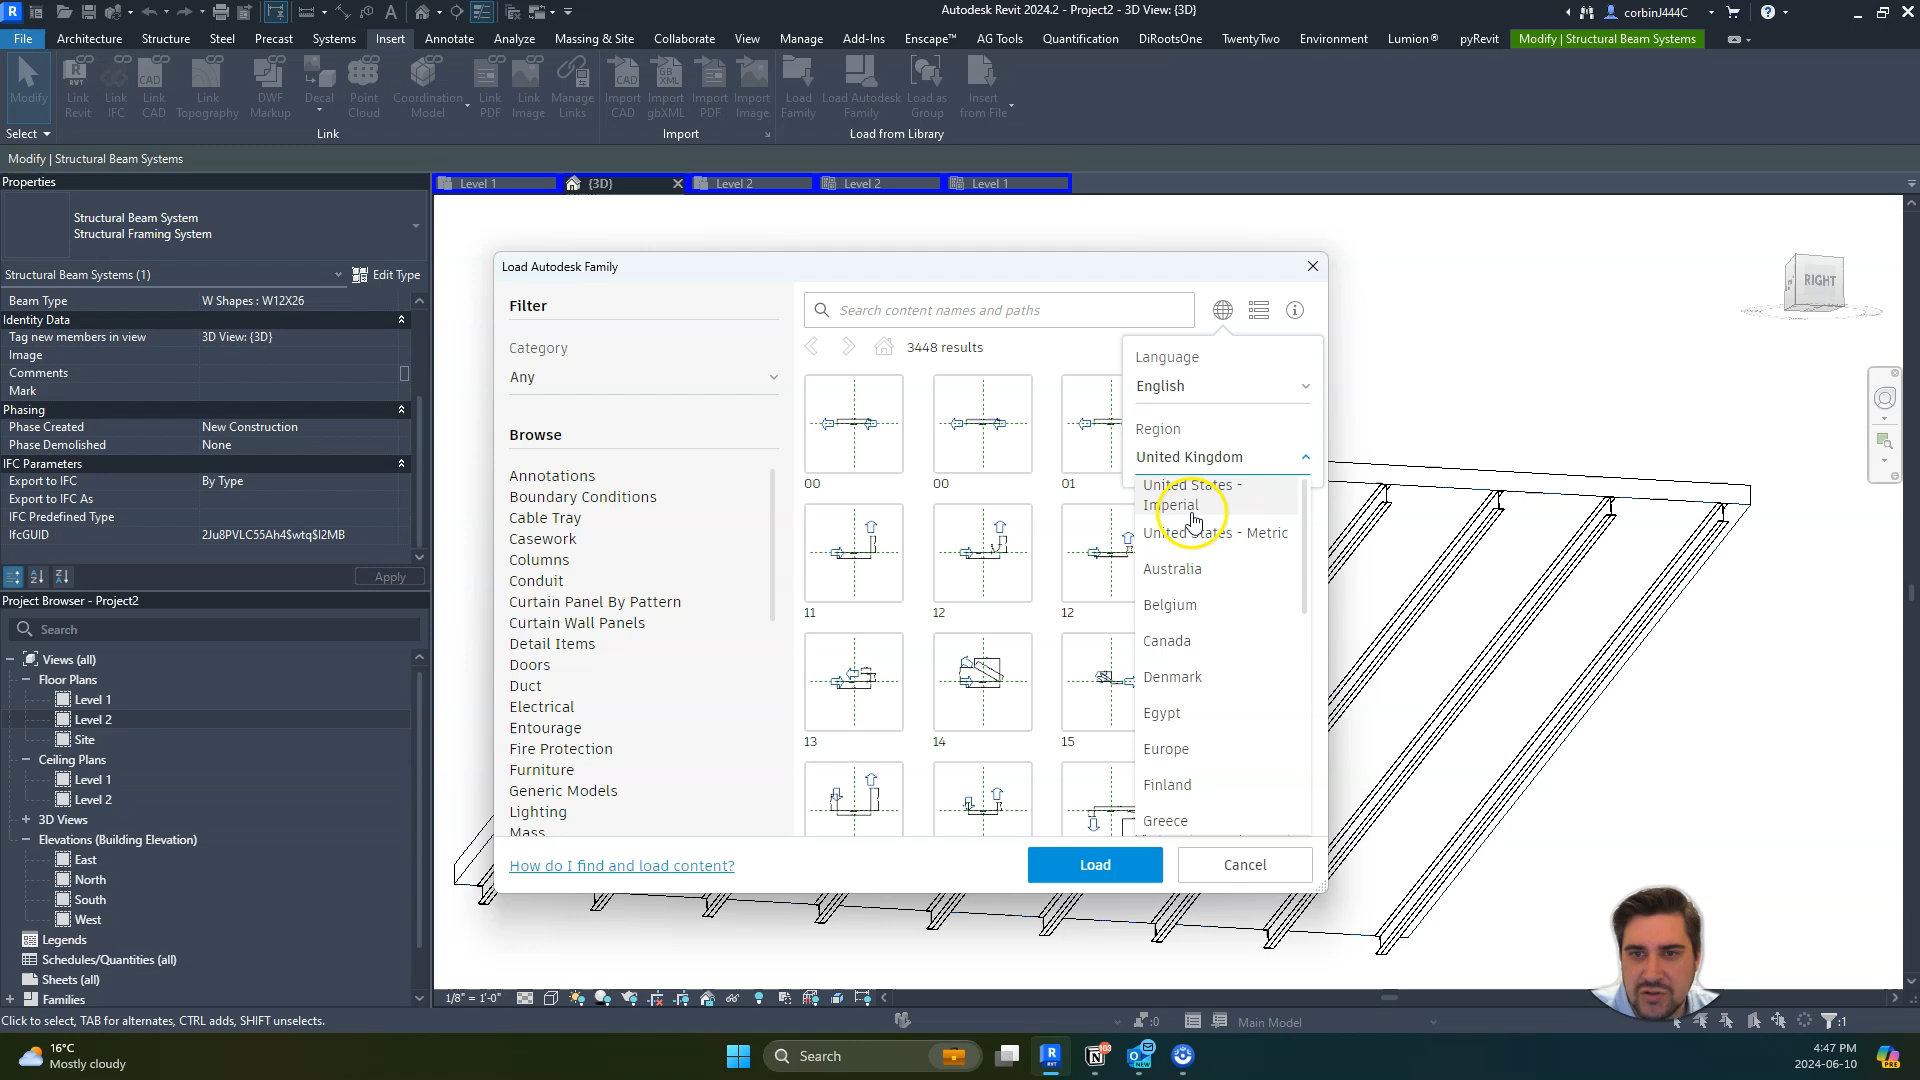 Autodesk Revit 2024.2 - Project2 - 3D View: {3D}
corbinJ444C
File
Architecture
Structure
Steel
Precast
Systems
Insert
Annotate
Analyze
Massing & Site
Collaborate
View
Manage
Add-Ins
Enscape™
AG Tools
Quantification
DiRootsOne
TwentyTwo
Environment
Lumion®
pyRevit
Modify | Structural Beam Systems
Modify
Link
Revit
Link
IFC
Link
CAD
Link
Topography
DWF
Markup
Decal
Point
Cloud
Coordination
Model
Link
PDF
Link
Image
Manage
Links
Import
CAD
Import
gbXML
Import
PDF
Import
Image
Load
Family
Load Autodesk
Family
Load as
Group
Insert
from File
Select
Link
Import
Load from Library
Modify | Structural Beam Systems
Properties
Structural Beam System
Structural Framing System
Structural Beam Systems (1)
Edit Type
Beam Type W Shapes : W12X26
Identity Data
Tag new members in view 3D View: {3D}
Image
Comments
Mark
Phasing
Phase Created New Construction
Phase Demolished None
IFC Parameters
Export to IFC By Type
Export to IFC As
IFC Predefined Type
IfcGUID 2Ju8PVLC55Ah4$wtq$I2MB
Apply
Project Browser - Project2
Search
Views (all)
Floor Plans
Level 1
Level 2
Site
Ceiling Plans
Level 1
Level 2
3D Views
Elevations (Building Elevation)
East
North
South
West
Legends
Schedules/Quantities (all)
Sheets (all)
Families
Level 1
{3D}
Level 2
Level 2
Level 1
RIGHT
Load Autodesk Family
Filter
Category
Any
Browse
Annotations
Boundary Conditions
Cable Tray
Casework
Columns
Conduit
Curtain Panel By Pattern
Curtain Wall Panels
Detail Items
Doors
Duct
Electrical
Entourage
Fire Protection
Furniture
Generic Models
Lighting
Mass
Search content names and paths
3448 results
00
00
01
11
12
12
13
14
15
Language
English
Region
United Kingdom
United States -
Imperial
United States - Metric
Australia
Belgium
Canada
Denmark
Egypt
Europe
Finland
Greece
How do I find and load content?
Load
Cancel
1/8" = 1'-0"
Click to select, TAB for alternates, CTRL adds, SHIFT unselects.
:0
Main Model
:1
16°C
Mostly cloudy
Search
4:47 PM
2024-06-10